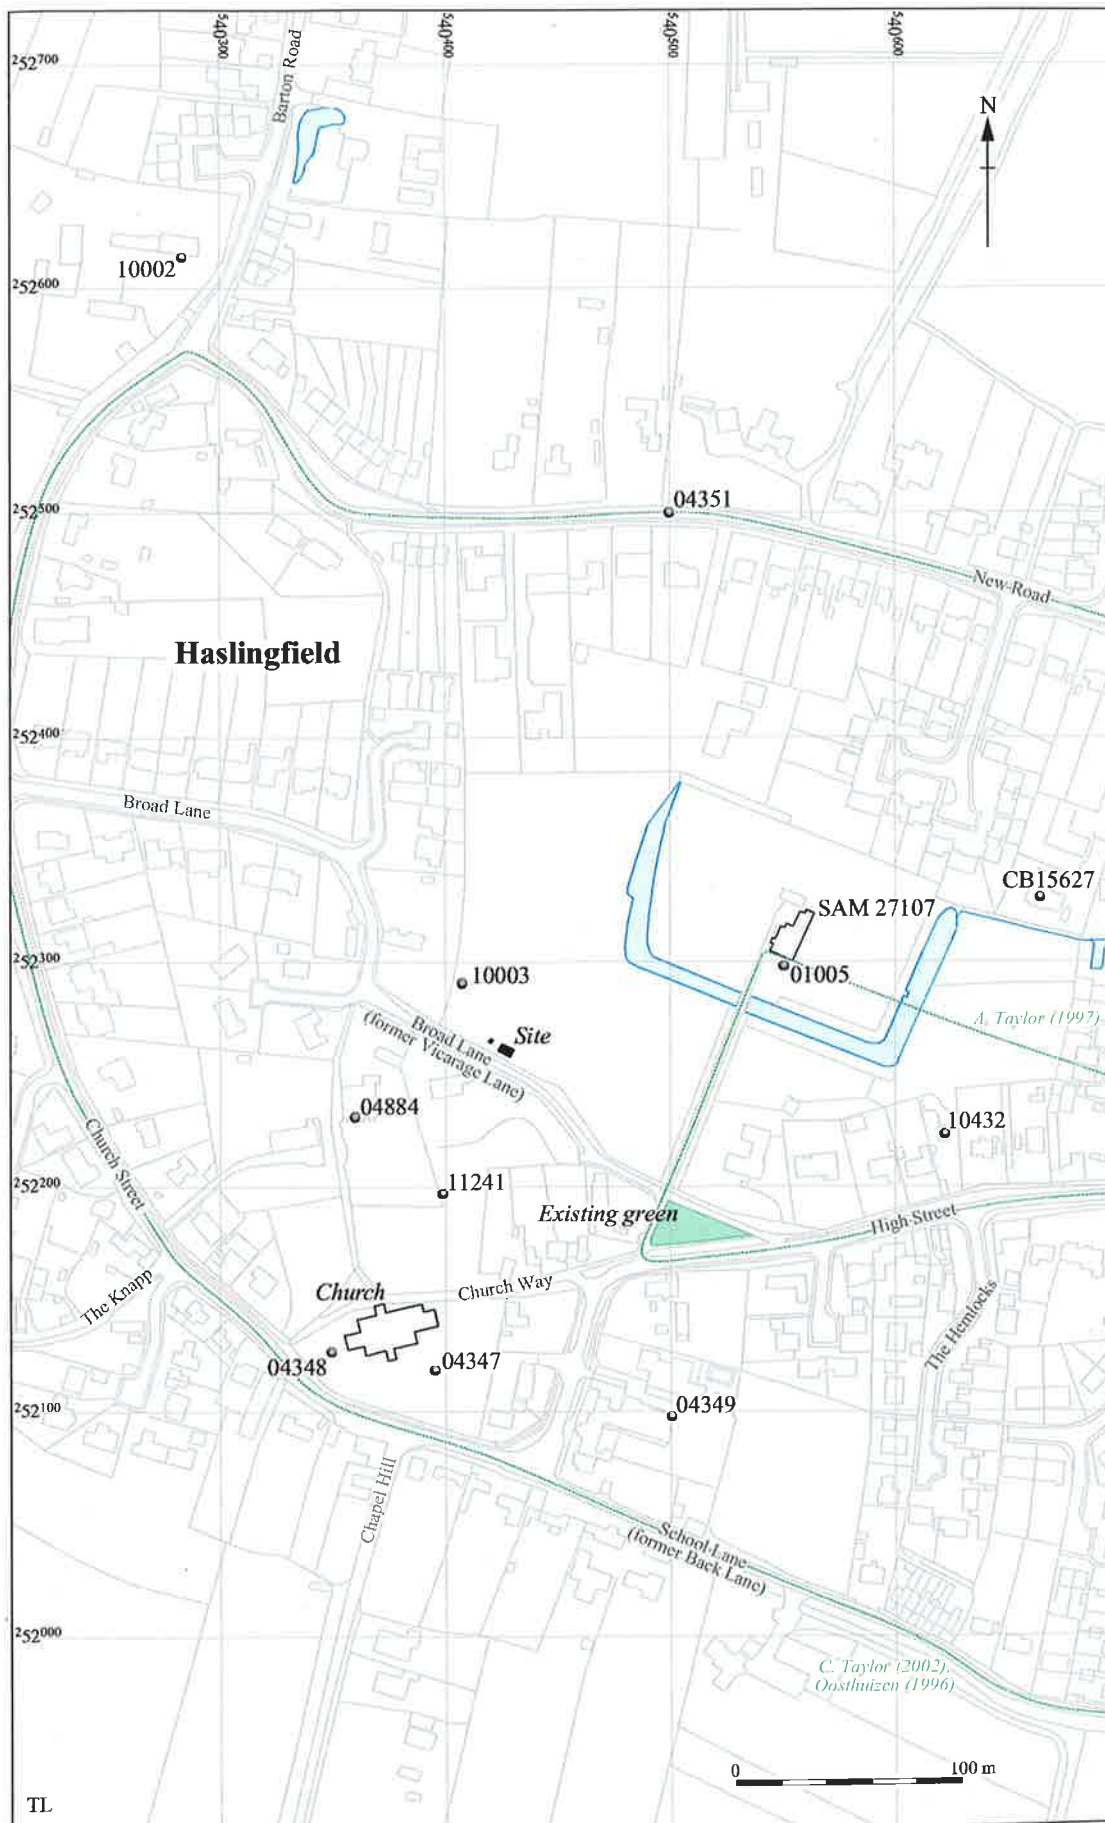 540300
540400
540500
540600
252700
Barton Road
N
10002
252600
04351
252500
New Road
Haslingfield
252400
Broad Lane
CB15627
SAM 27107
252300
10003
01005
A. Taylor (1997)
Site
Broad Lane
(former Vicarage Lane)
04884
10432
Church Street
11241
252200
Existing green
High Street
Church Way
The Knapp
Church
The Hemlocks
04348
04347
04349
252100
Chapel Hill
School Lane
(former Back Lane)
252000
C. Taylor (2002),
Oosthuizen (1996)
0 100 m
TL